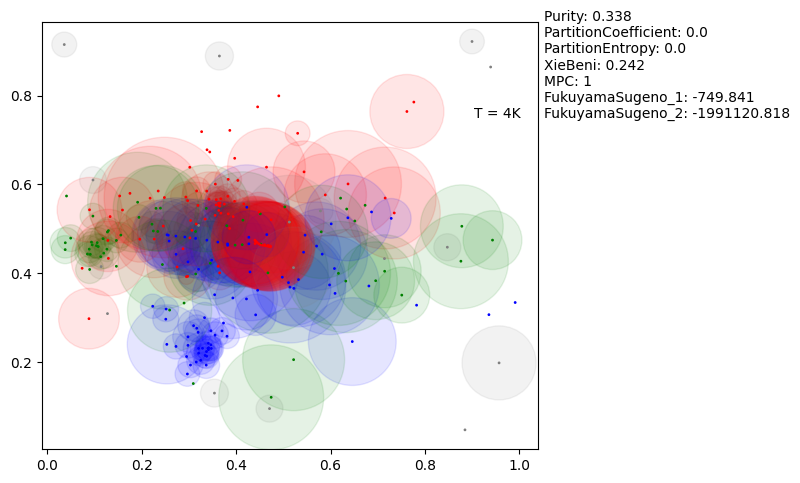 Purity: 0.338
PartitionCoefficient: 0.0
PartitionEntropy: 0.0
XieBeni: 0.242
MPC: 1
FukuyamaSugeno_1: -749.841
FukuyamaSugeno_2: -1991120.818
T = 4K
0.8
0.6
0.4
0.2
0.0 0.2 0.4 0.6 0.8 1.0